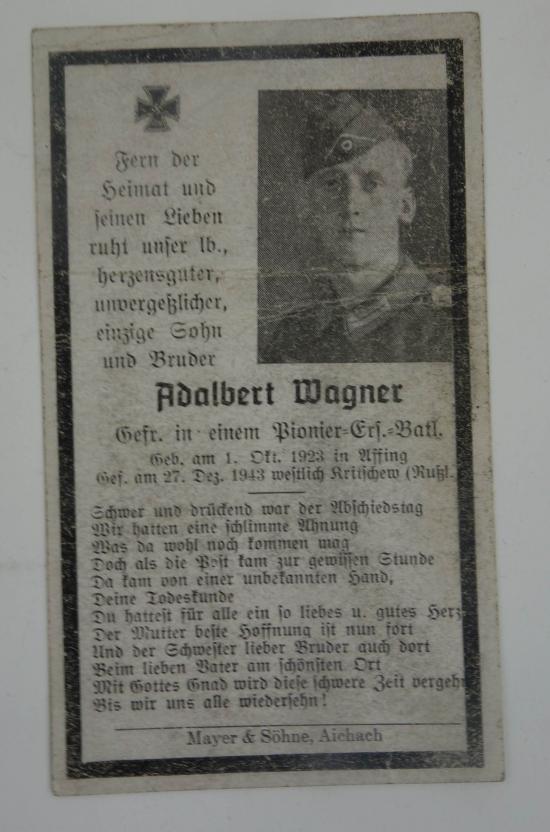 Fern der
Heimat und
seinen Lieben
ruht unser lb.,
herzensguter,
unvergeßlicher,
einzige Sohn
und Bruder
Adalbert Wagner
Gefr. in einem Pionier-Ers.-Batl.
Geb. am 1. Okt. 1923 in Affing
Gef. am 27. Dez. 1943 westlich Kritschew (Rußl.
Schwer und drückend war der Abschiedstag
Wir hatten eine schlimme Ahnung
Was da wohl noch kommen mag
Doch als die Post kam zur gewissen Stunde
Da kam von einer unbekannten Hand,
Deine Todeskunde
Du hattest für alle ein so liebes u. gutes Herz
Der Mutter beste Hoffnung ist nun fort
Und der Schwester lieber Bruder auch dort
Beim lieben Vater am schönsten Ort
Mit Gottes Gnad wird diese schwere Zeit vergehn
Bis wir uns alle wiedersehn!
Mayer & Söhne, Aichach